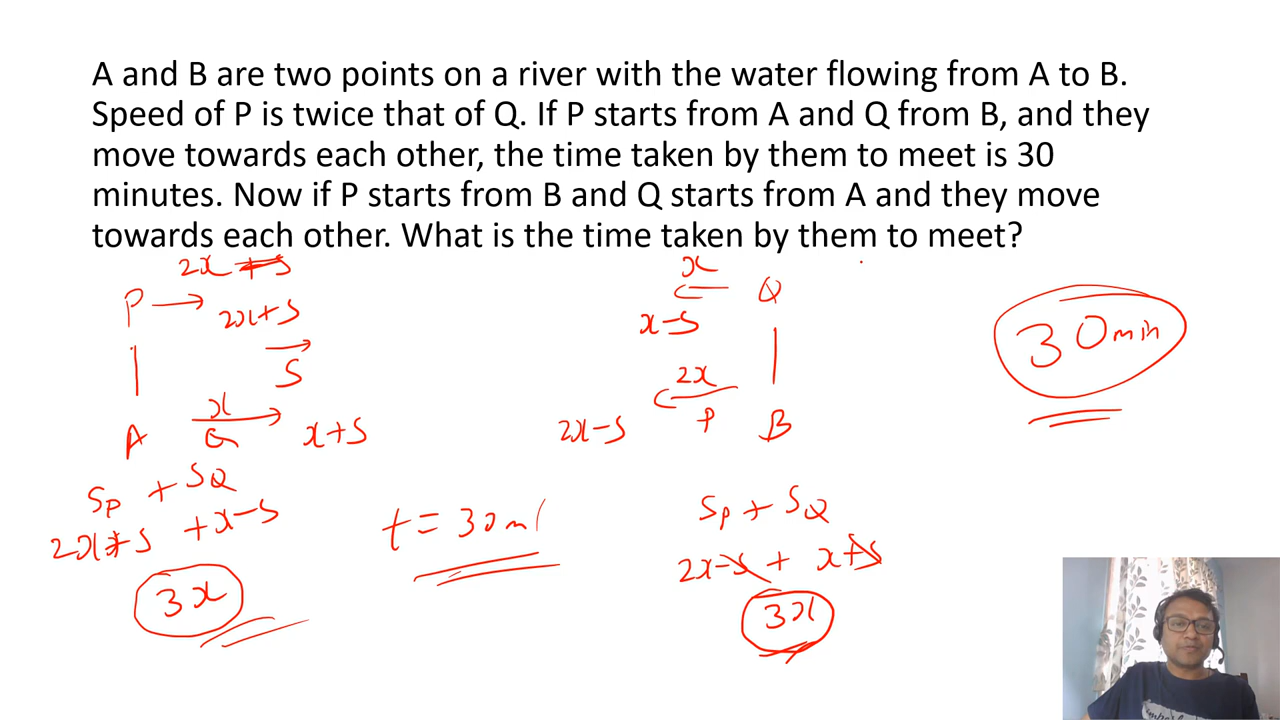 A and B are two points on a river with the water flowing from A to B.
Speed of P is twice that of Q. If P starts from A and Q from B, and they
move towards each other, the time taken by them to meet is 30
minutes. Now if P starts from B and Q starts from A and they move
towards each other. What is the time taken by them to meet?
2x + S
x
P → 2x+S
x-S ← Q
30 min
S
2x
x
A Q x+S
2x-S P B
Sp + SQ
2x+S + x-S
t = 30 m
Sp + SQ
2x-S + x+S
3x
3x